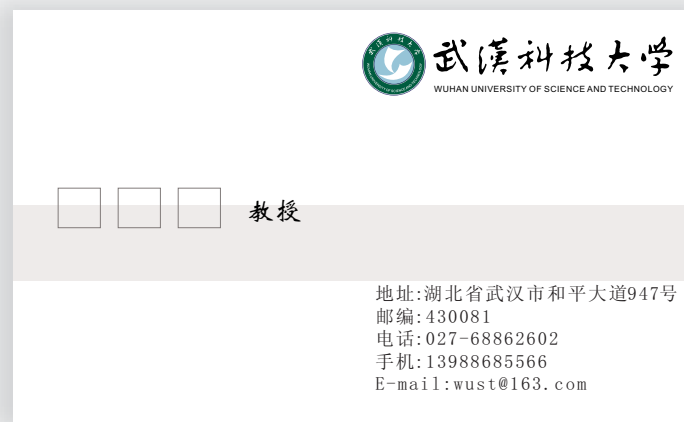 武漢科技大学
WUHAN UNIVERSITY OF SCIENCE AND TECHNOLOGY
教授
地址:湖北省武汉市和平大道947号
邮编:430081
电话:027-68862602
手机:13988685566
E-mail:wust@163.com